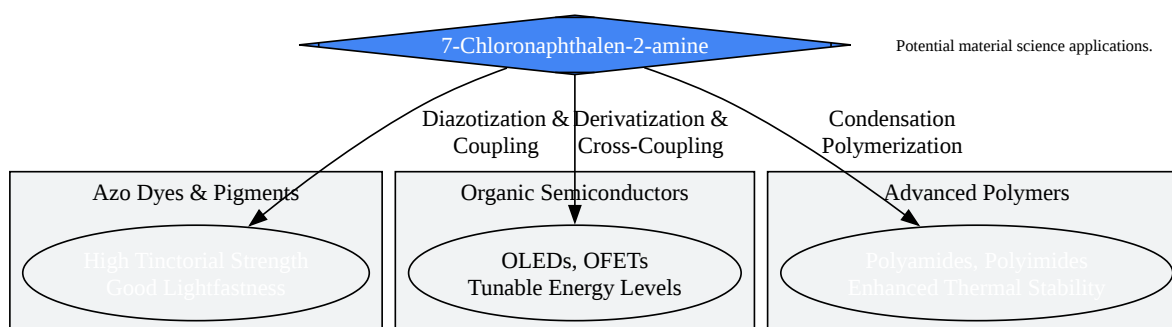 7-Chloronaphthalen-2-amine
Potential material science applications.
Diazotization &
Coupling
Derivatization &
Cross-Coupling
Condensation
Polymerization
Azo Dyes & Pigments
High Tinctorial Strength
Good Lightfastness
Organic Semiconductors
OLEDs, OFETs
Tunable Energy Levels
Advanced Polymers
Polyamides, Polyimides
Enhanced Thermal Stability